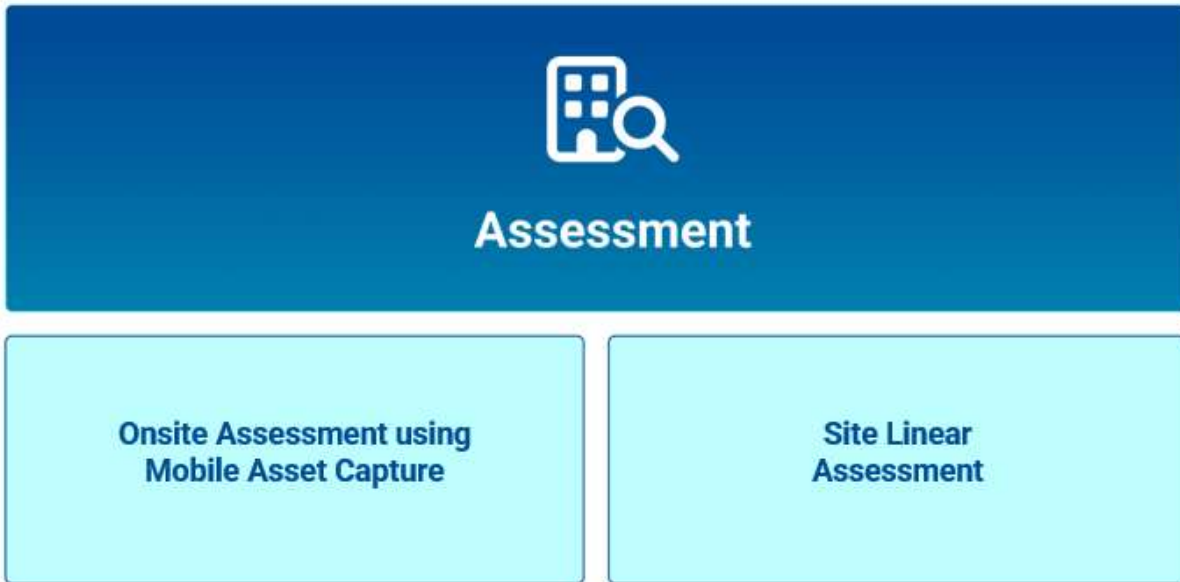 Assessment
Onsite Assessment using
Mobile Asset Capture
Site Linear
Assessment